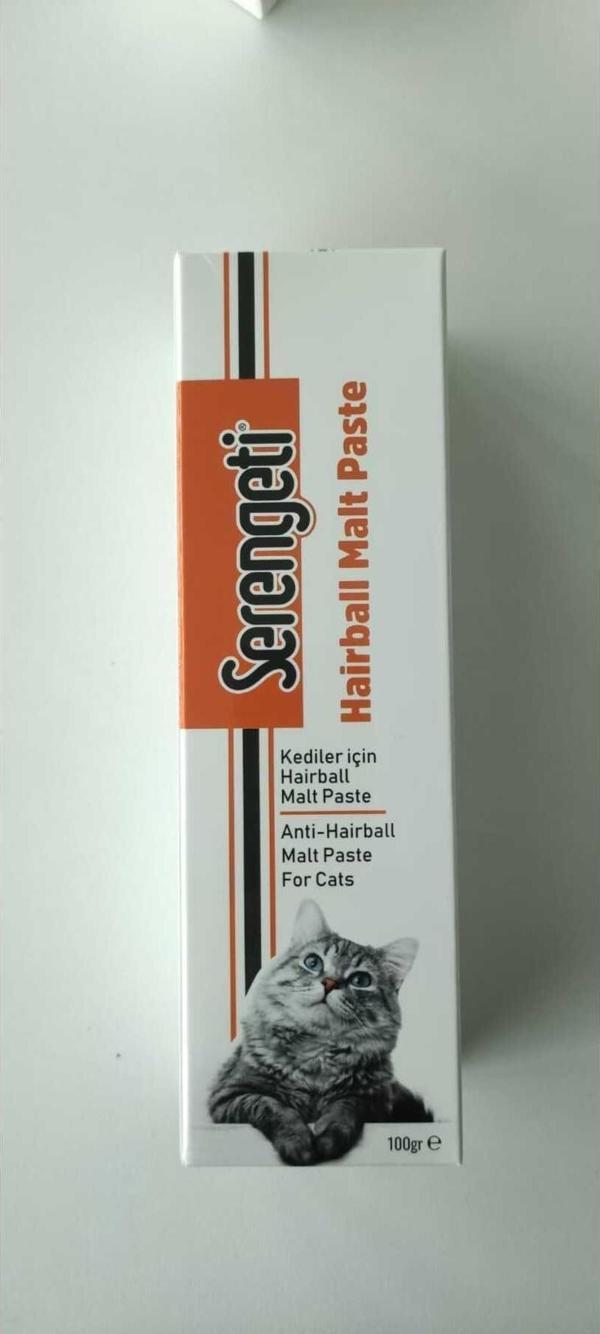 Serengeti®
Hairball Malt Paste
Kediler için
Hairball
Malt Paste
Anti-Hairball
Malt Paste
For Cats
100gr ℮